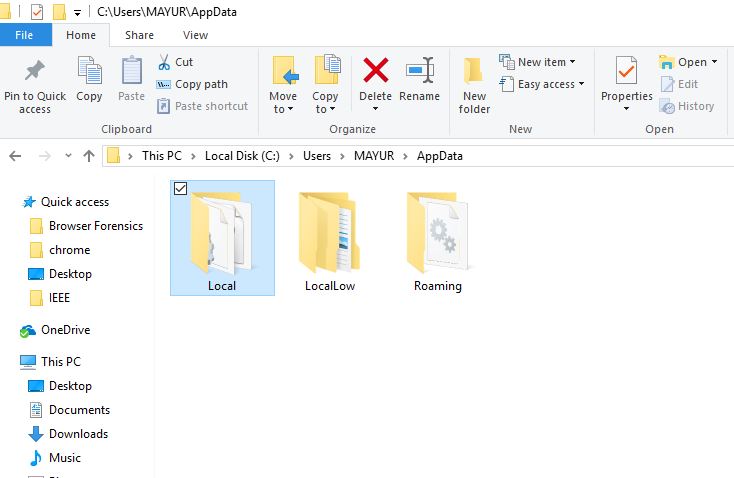 C:\Users\MAYUR\AppData
File Home Share View
Pin to Quick access
Copy
Paste
Cut
Copy path
Paste shortcut
Clipboard
Move to
Copy to
Delete
Rename
Organize
New folder
New item
Easy access
New
Properties
Open
Edit
History
Open
This PC > Local Disk (C:) > Users > MAYUR > AppData
Quick access
Browser Forensics
chrome
Desktop
IEEE
OneDrive
This PC
Desktop
Documents
Downloads
Music
Local
LocalLow
Roaming